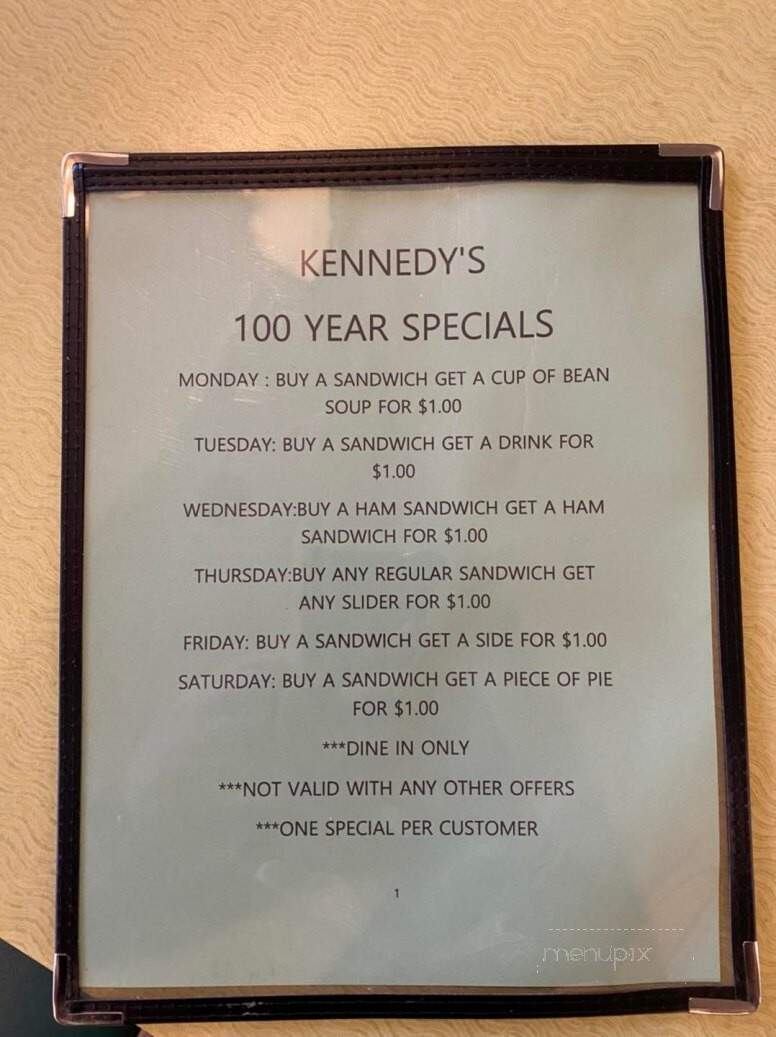 KENNEDY'S
100 YEAR SPECIALS
MONDAY : BUY A SANDWICH GET A CUP OF BEAN
SOUP FOR $1.00
TUESDAY: BUY A SANDWICH GET A DRINK FOR
$1.00
WEDNESDAY:BUY A HAM SANDWICH GET A HAM
SANDWICH FOR $1.00
THURSDAY:BUY ANY REGULAR SANDWICH GET
ANY SLIDER FOR $1.00
FRIDAY: BUY A SANDWICH GET A SIDE FOR $1.00
SATURDAY: BUY A SANDWICH GET A PIECE OF PIE
FOR $1.00
***DINE IN ONLY
***NOT VALID WITH ANY OTHER OFFERS
***ONE SPECIAL PER CUSTOMER
1
menupix